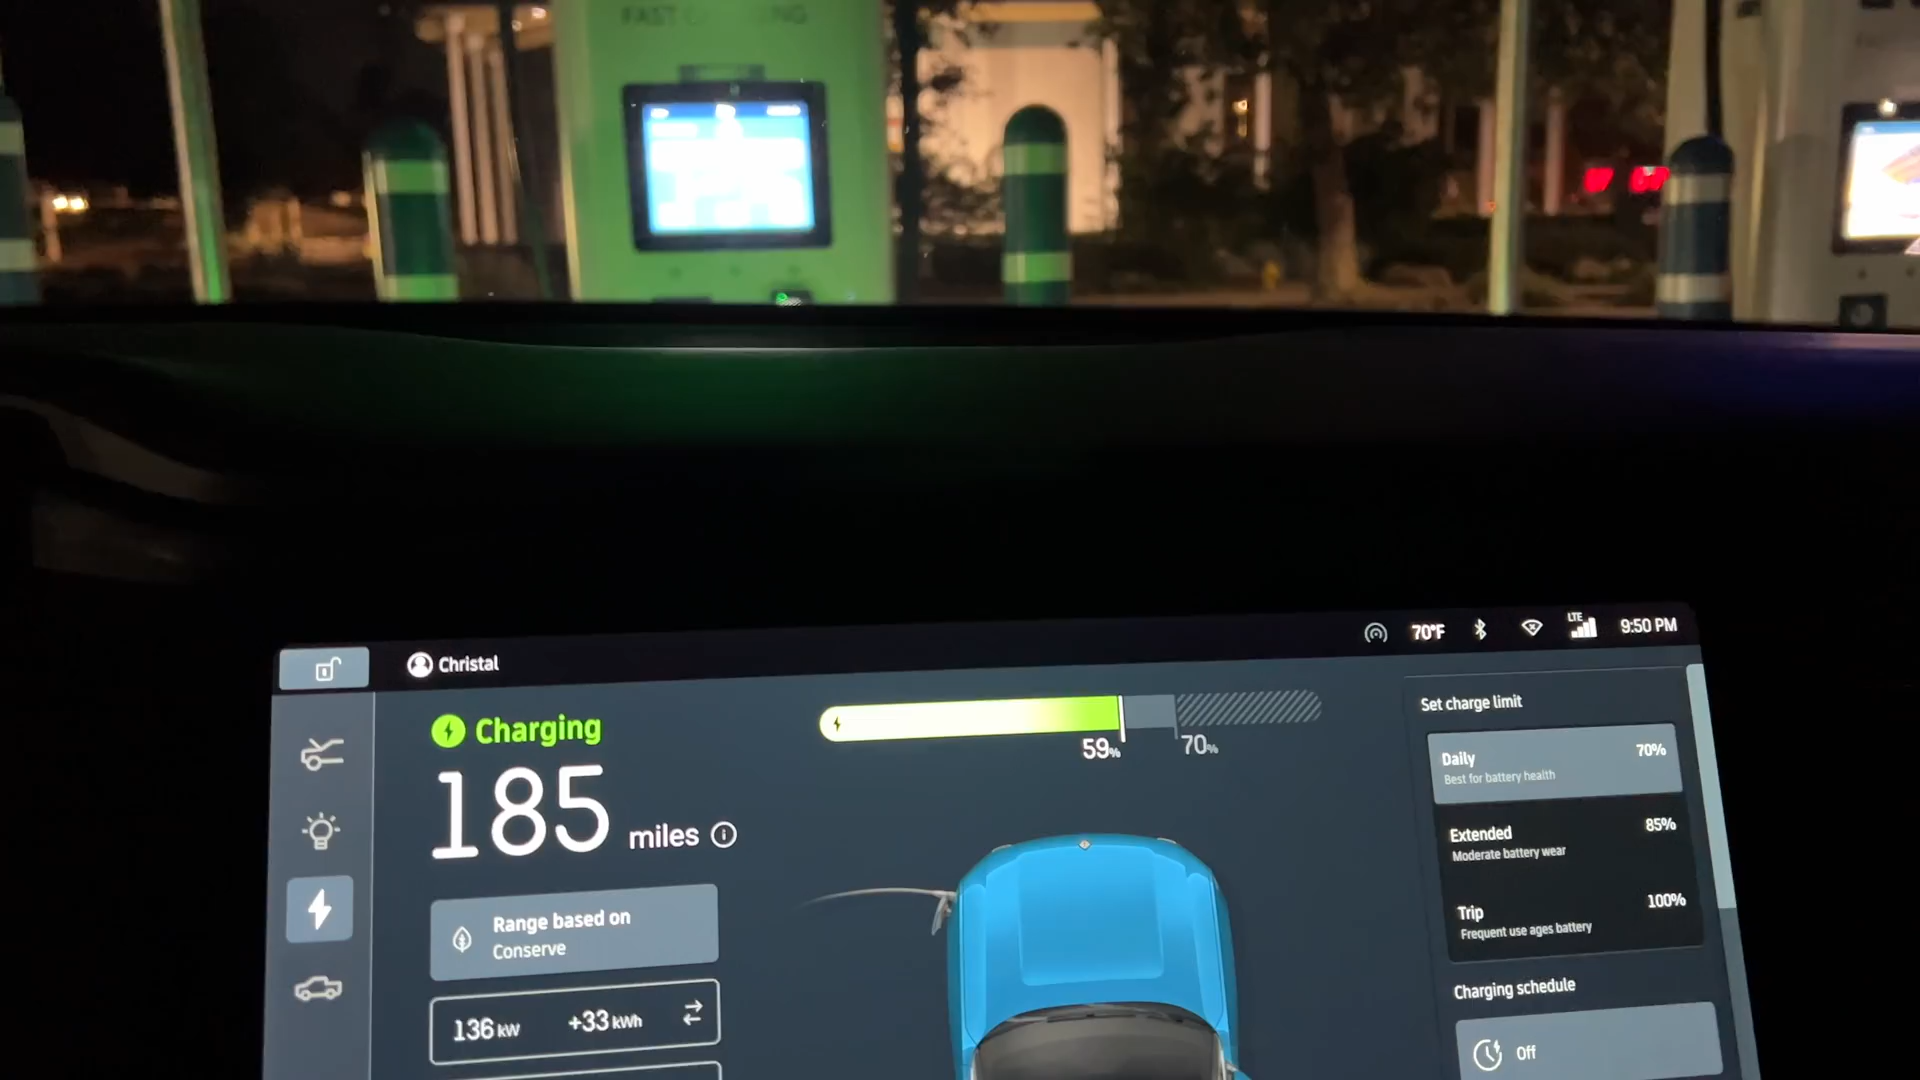 FAST CHARGING
Christal
70°F
LTE
9:50 PM
Charging
185 miles
59%
70%
Range based on
Conserve
136 kW +33 kWh
Set charge limit
Daily 70%
Best for battery health
Extended 85%
Moderate battery wear
Trip 100%
Frequent use ages battery
Charging schedule
Off